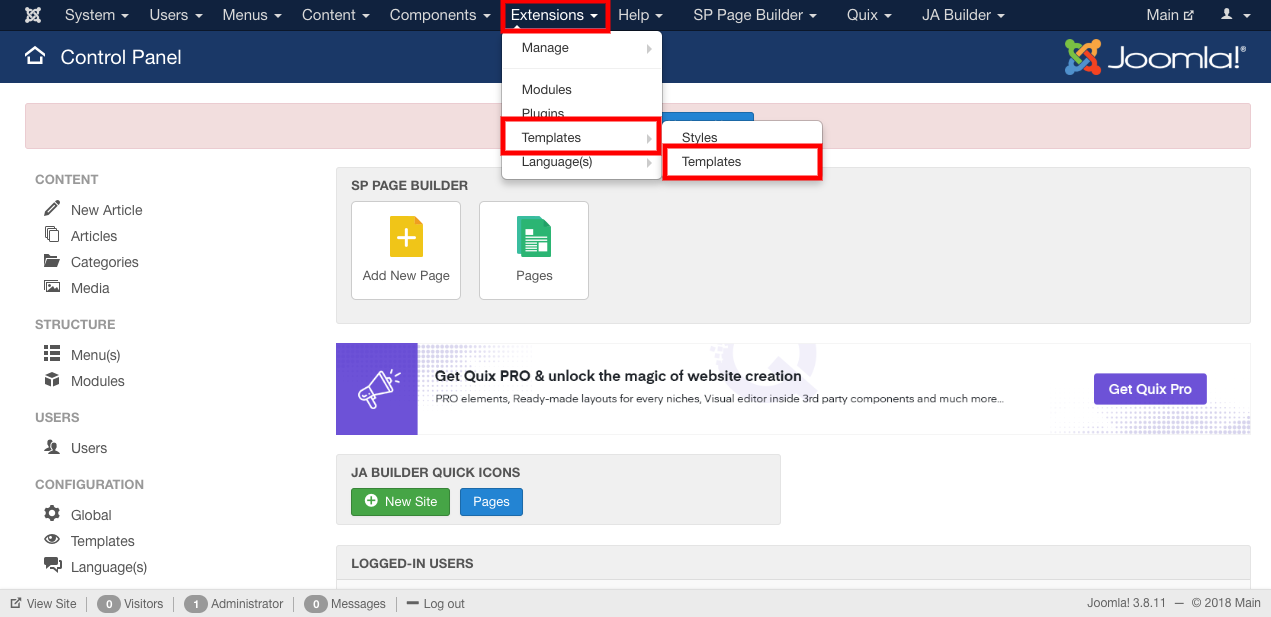 System Users Menus Content Components Extensions Help SP Page Builder Quix JA Builder Main
Control Panel
Joomla!®
Manage
Modules
Plugins
Templates
Language(s)
Styles
Templates
CONTENT
New Article
Articles
Categories
Media
STRUCTURE
Menu(s)
Modules
USERS
Users
CONFIGURATION
Global
Templates
Language(s)
SP PAGE BUILDER
Add New Page
Pages
Get Quix PRO & unlock the magic of website creation
PRO elements, Ready-made layouts for every niches, Visual editor inside 3rd party components and much more...
Get Quix Pro
JA BUILDER QUICK ICONS
New Site
Pages
LOGGED-IN USERS
View Site 0 Visitors 1 Administrator 0 Messages Log out
Joomla! 3.8.11 — © 2018 Main